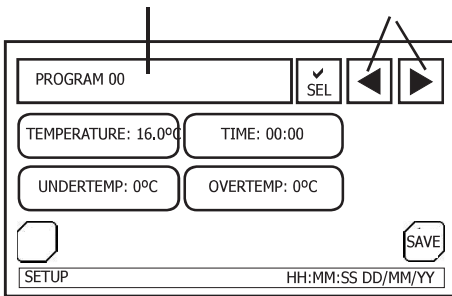 PROGRAM 00
SEL
TEMPERATURE: 16.0ºC TIME: 00:00
UNDERTEMP: 0ºC OVERTEMP: 0ºC
SAVE
SETUP HH:MM:SS DD/MM/YY